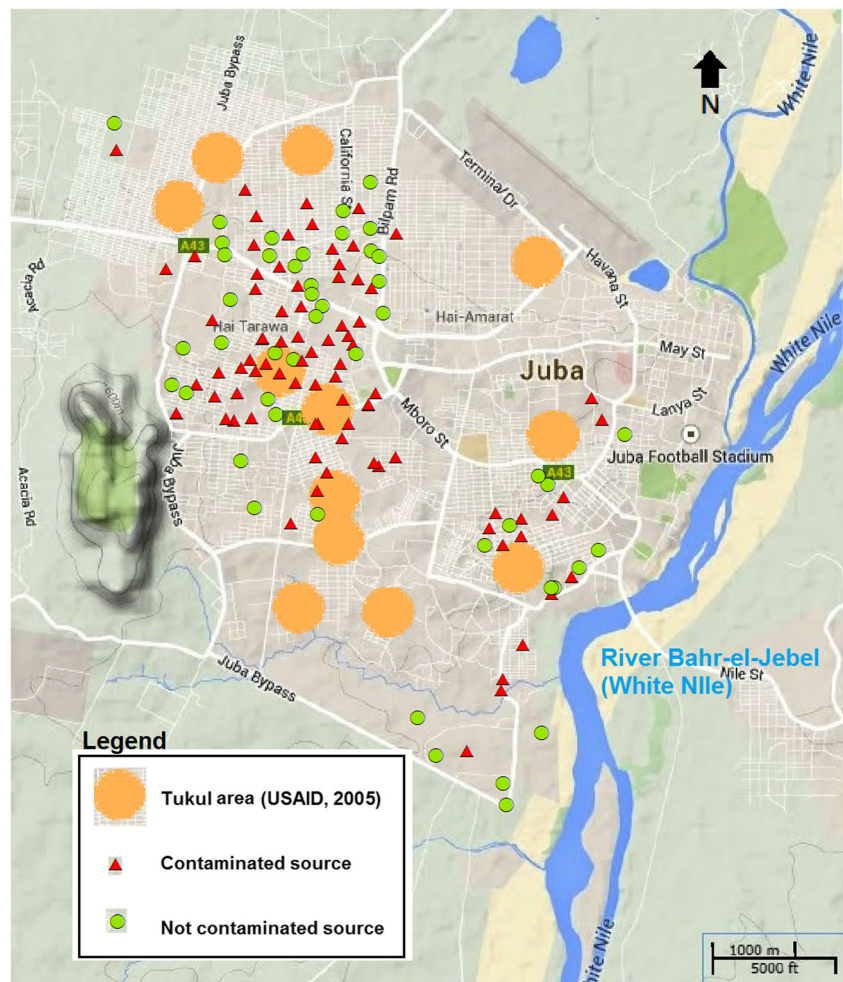 Juba Bypass
White Nile
N
California St
Bilpam Rd
Terminal Dr
A43
Acacia Rd
Havana St
Hai Tarawa
Hai-Amarat
White Nile
May St
Juba
600m
Lanya St
Mboro St
A43
Juba Football Stadium
Juba Bypass
Acacia Rd
River Bahr-el-Jebel
(White NIle)
Nile St
Juba Bypass
Legend
Tukul area (USAID, 2005)
Contaminated source
Not contaminated source
White Nile
1000 m
5000 ft